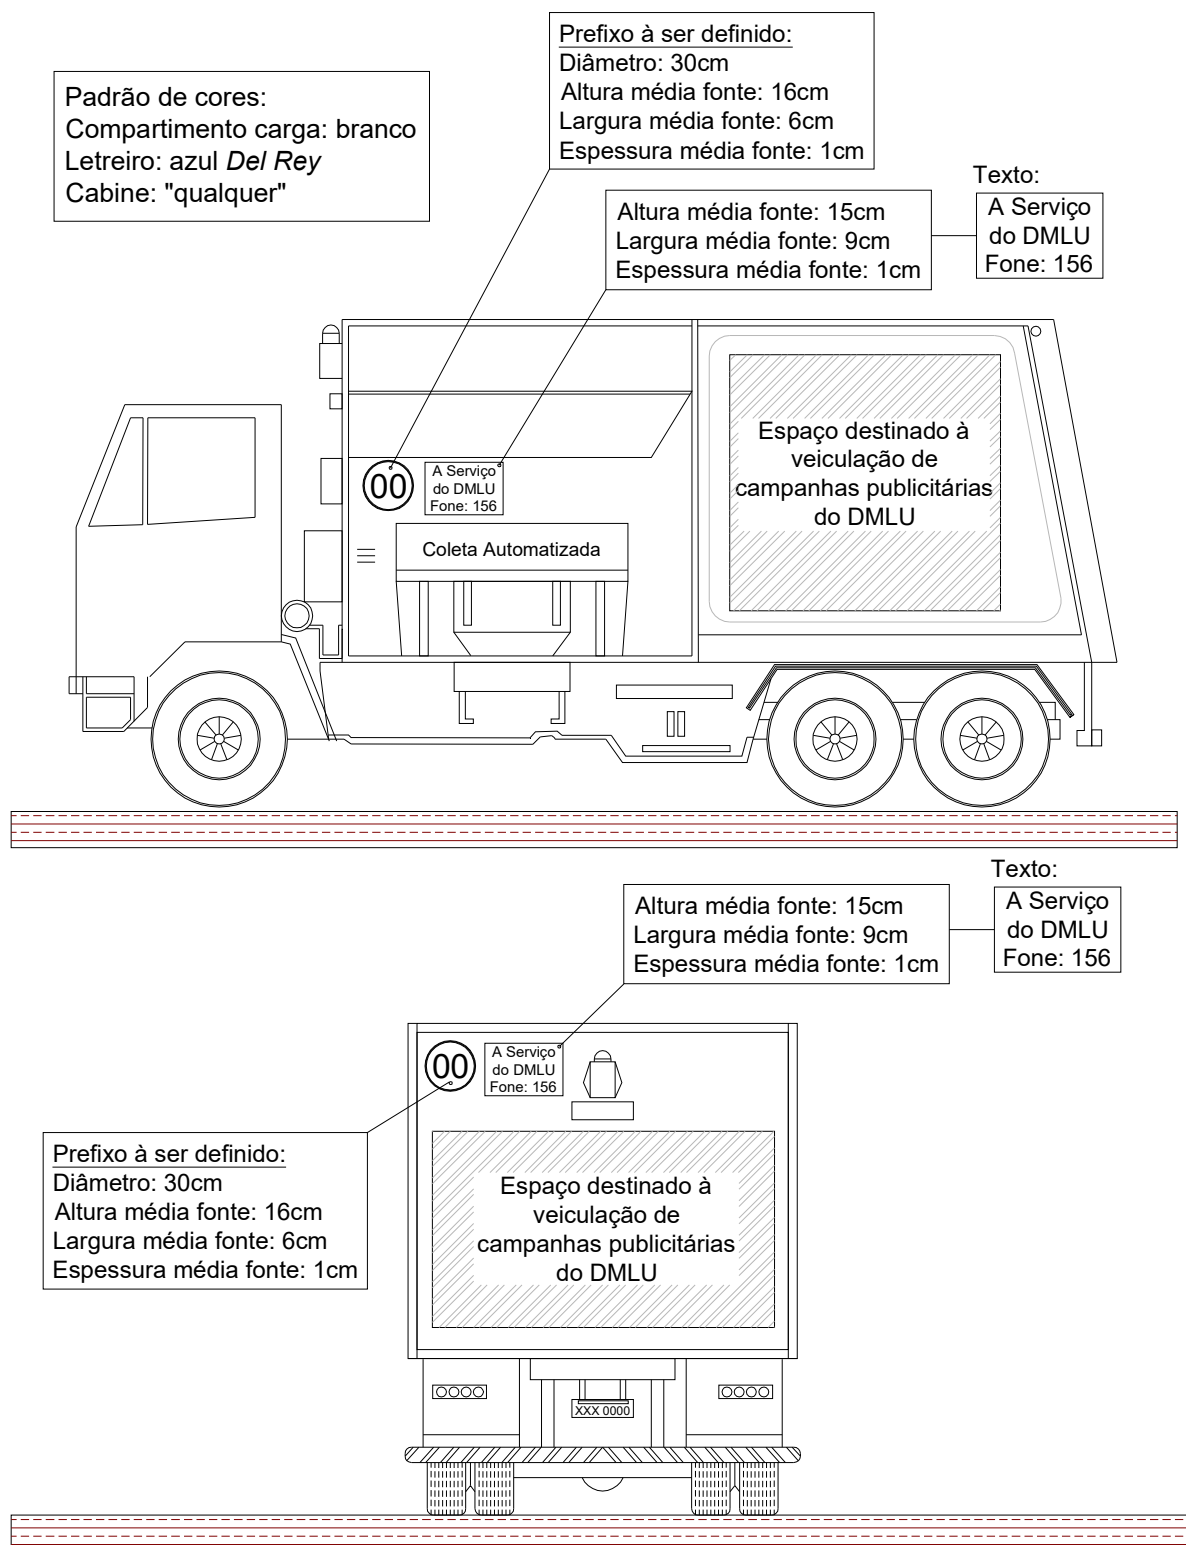 Prefixo à ser definido:
Diâmetro: 30cm
Altura média fonte: 16cm
Largura média fonte: 6cm
Espessura média fonte: 1cm
Padrão de cores:
Compartimento carga: branco
Letreiro: azul Del Rey
Cabine: "qualquer"
Texto:
A Serviço
do DMLU
Fone: 156
Altura média fonte: 15cm
Largura média fonte: 9cm
Espessura média fonte: 1cm
Espaço destinado à
veiculação de
campanhas publicitárias
do DMLU
00
A Serviço
do DMLU
Fone: 156
Coleta Automatizada
Texto:
A Serviço
do DMLU
Fone: 156
Altura média fonte: 15cm
Largura média fonte: 9cm
Espessura média fonte: 1cm
00
A Serviço
do DMLU
Fone: 156
Prefixo à ser definido:
Diâmetro: 30cm
Altura média fonte: 16cm
Largura média fonte: 6cm
Espessura média fonte: 1cm
Espaço destinado à
veiculação de
campanhas publicitárias
do DMLU
XXX 0000